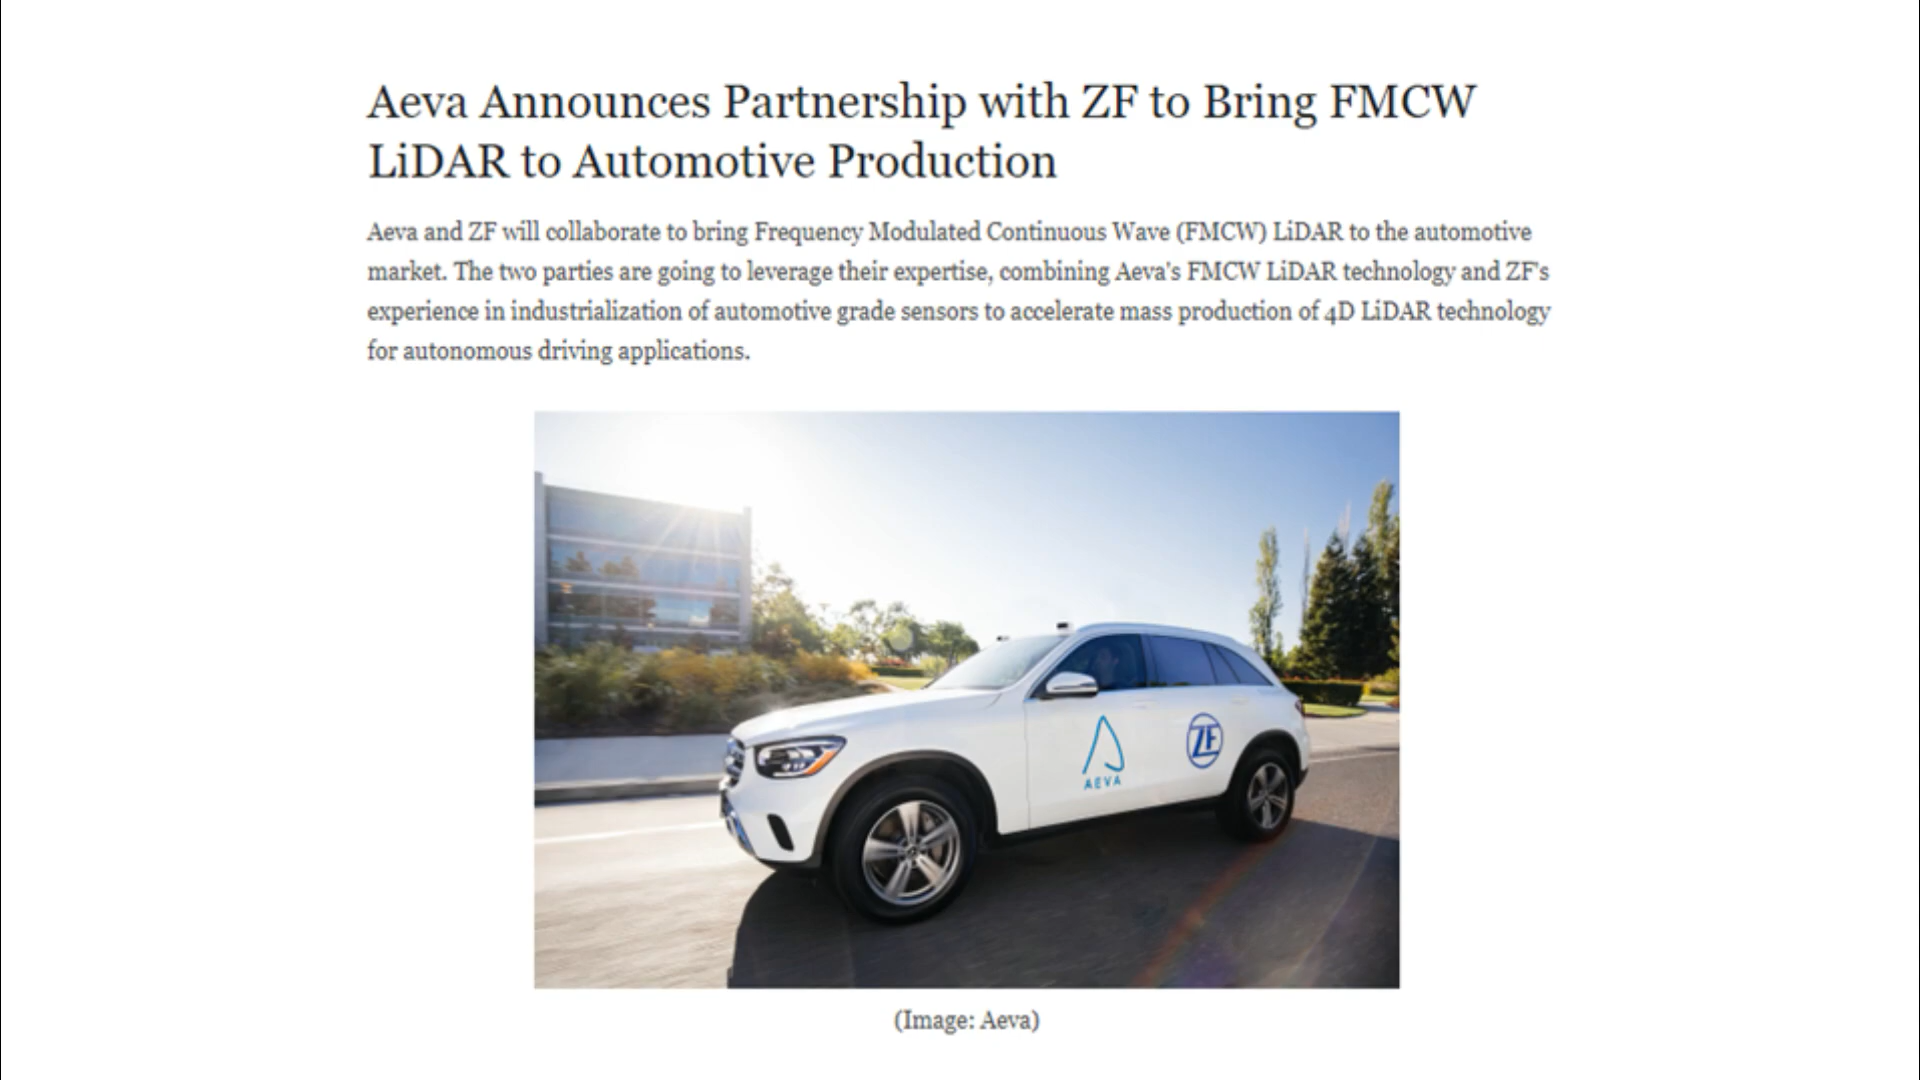 Aeva Announces Partnership with ZF to Bring FMCW
LiDAR to Automotive Production
Aeva and ZF will collaborate to bring Frequency Modulated Continuous Wave (FMCW) LiDAR to the automotive
market. The two parties are going to leverage their expertise, combining Aeva's FMCW LiDAR technology and ZF's
experience in industrialization of automotive grade sensors to accelerate mass production of 4D LiDAR technology
for autonomous driving applications.
AEVA
ZF
(Image: Aeva)